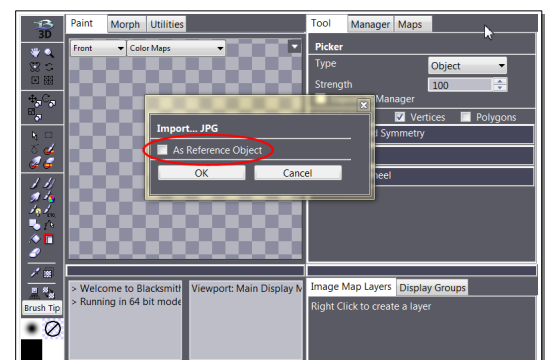 3D
Paint Morph Utilities
Tool Manager Maps
Front Color Maps
Picker
Type Object
Strength 100
Manager
Vertices Polygons
Symmetry
Import... JPG
As Reference Object
OK Cancel
> Welcome to Blacksmith
> Running in 64 bit mode
Viewport: Main Display
Image Map Layers Display Groups
Right Click to create a layer
Brush Tip